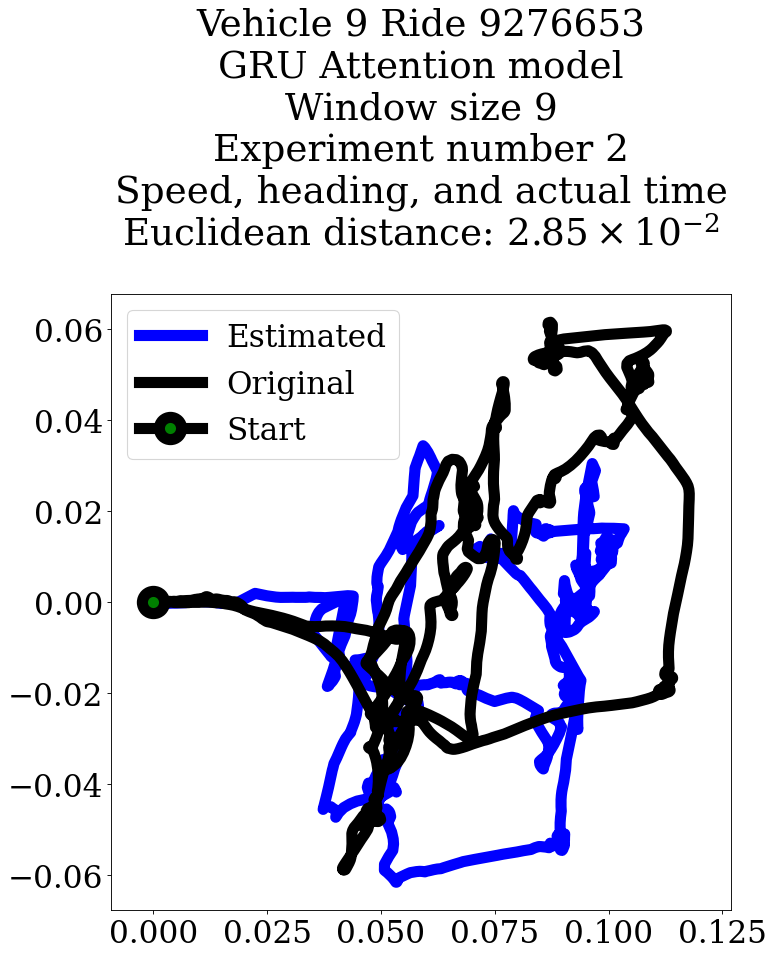 Vehicle 9 Ride 9276653
GRU Attention model
Window size 9
Experiment number 2
Speed, heading, and actual time
Euclidean distance: 2.85 × 10⁻²
Estimated
Original
Start
0.06
0.04
0.02
0.00
−0.02
−0.04
−0.06
0.000 0.025 0.050 0.075 0.100 0.125